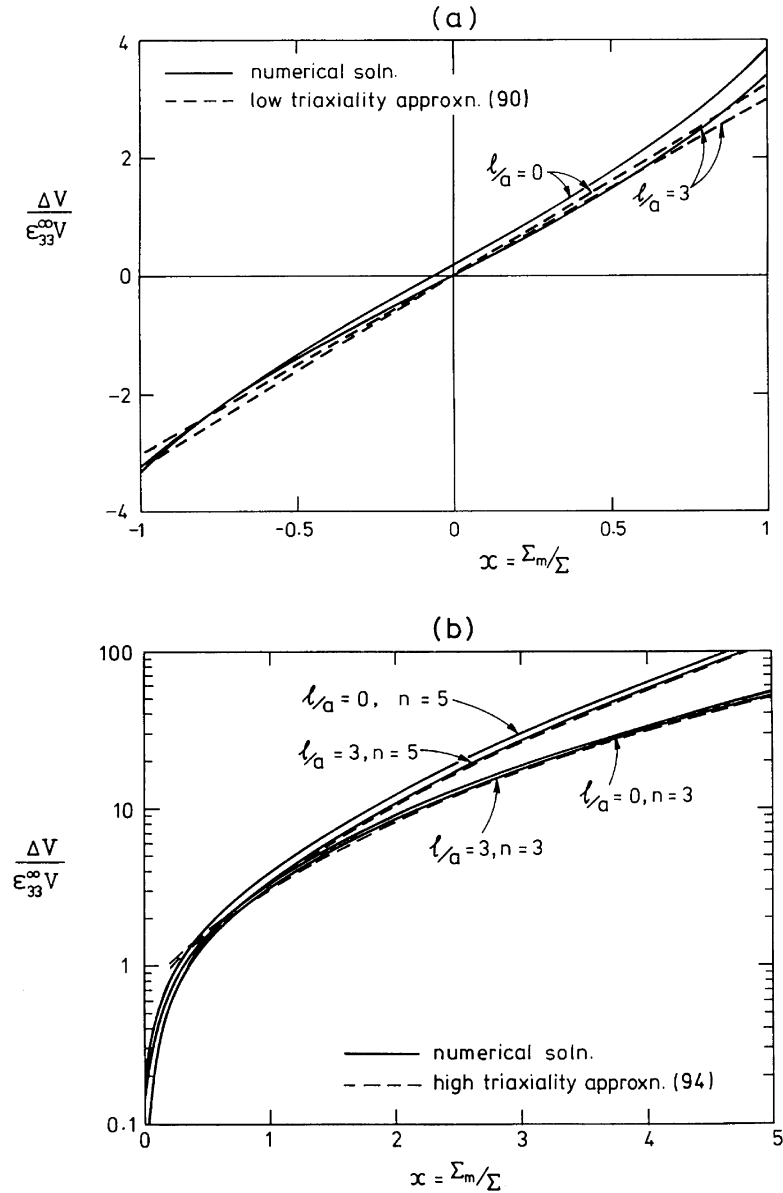 (a)
4
numerical soln.
low triaxiality approxn. (90)
ℓ/a = 0
ℓ/a = 3
2
ΔV
ε∞33V
0
-2
-4
-1
-0.5
0
0.5
1
x = Σm/Σ
(b)
100
ℓ/a = 0, n = 5
ℓ/a = 3, n = 5
10
ℓ/a = 0, n = 3
ℓ/a = 3, n = 3
ΔV
ε∞33V
1
numerical soln.
high triaxiality approxn. (94)
0.1
0
1
2
3
4
5
x = Σm/Σ